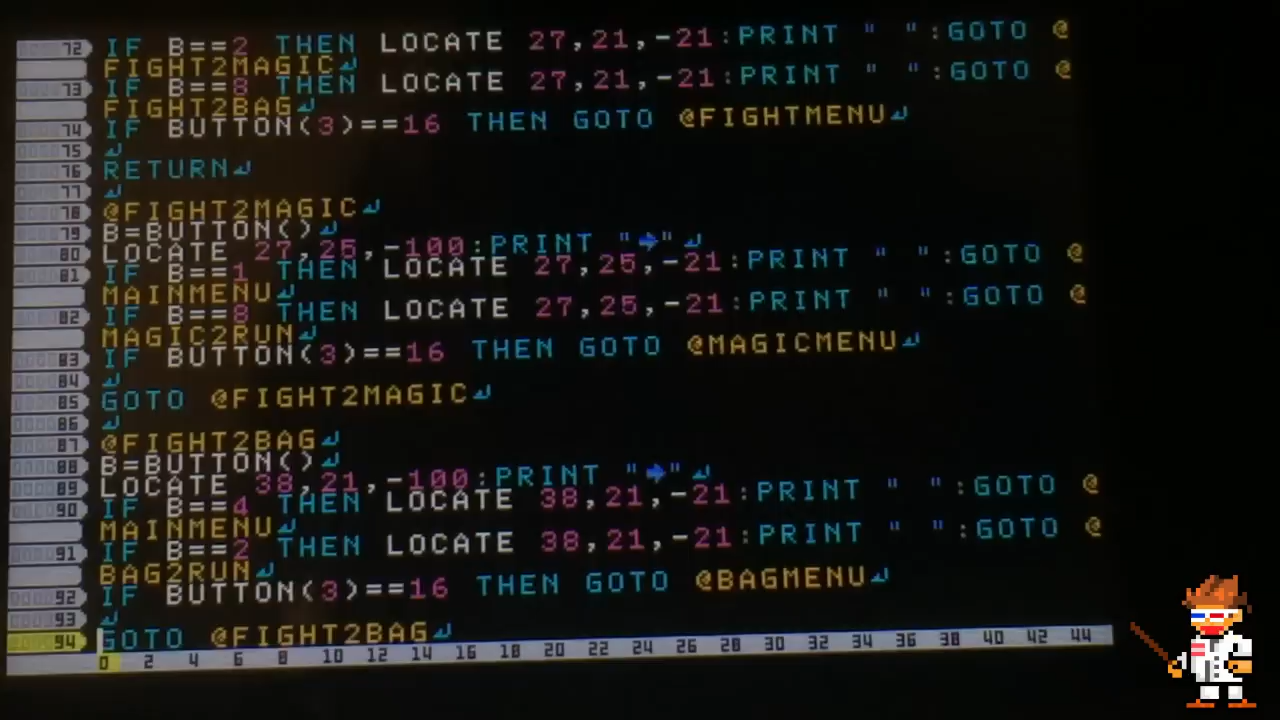 72 IF B==2 THEN LOCATE 27,21,-21:PRINT " ":GOTO @
FIGHT2MAGIC↲
73 IF B==8 THEN LOCATE 27,21,-21:PRINT " ":GOTO @
FIGHT2BAG↲
74 IF BUTTON(3)==16 THEN GOTO @FIGHTMENU↲
75 ↲
76 RETURN↲
77 ↲
78 @FIGHT2MAGIC↲
79 B=BUTTON()↲
80 LOCATE 27,25,-100:PRINT "➡"↲
81 IF B==1 THEN LOCATE 27,25,-21:PRINT " ":GOTO @
MAINMENU↲
82 IF B==8 THEN LOCATE 27,25,-21:PRINT " ":GOTO @
MAGIC2RUN↲
83 IF BUTTON(3)==16 THEN GOTO @MAGICMENU↲
84 ↲
85 GOTO @FIGHT2MAGIC↲
86 ↲
87 @FIGHT2BAG↲
88 B=BUTTON()↲
89 LOCATE 38,21,-100:PRINT "➡"↲
90 IF B==4 THEN LOCATE 38,21,-21:PRINT " ":GOTO @
MAINMENU↲
91 IF B==2 THEN LOCATE 38,21,-21:PRINT " ":GOTO @
BAG2RUN↲
92 IF BUTTON(3)==16 THEN GOTO @BAGMENU↲
93 ↲
94 GOTO @FIGHT2BAG↲
0 2 4 6 8 10 12 14 16 18 20 22 24 26 28 30 32 34 36 38 40 42 44